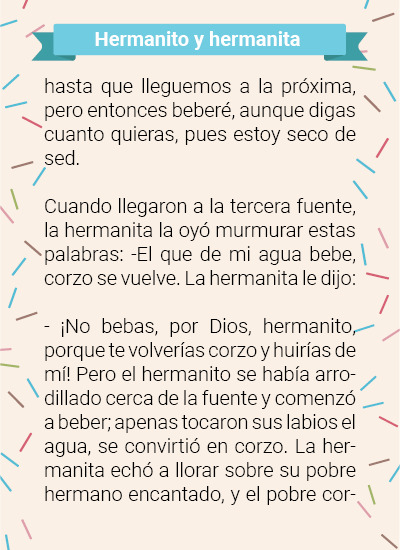 Hermanito y hermanita
hasta que lleguemos a la próxima,
pero entonces beberé, aunque digas
cuanto quieras, pues estoy seco de
sed.
Cuando llegaron a la tercera fuente,
la hermanita la oyó murmurar estas
palabras: -El que de mi agua bebe,
corzo se vuelve. La hermanita le dijo:
- ¡No bebas, por Dios, hermanito,
porque te volverías corzo y huirías de
mí! Pero el hermanito se había arro-
dillado cerca de la fuente y comenzó
a beber; apenas tocaron sus labios el
agua, se convirtió en corzo. La her-
manita echó a llorar sobre su pobre
hermano encantado, y el pobre cor-